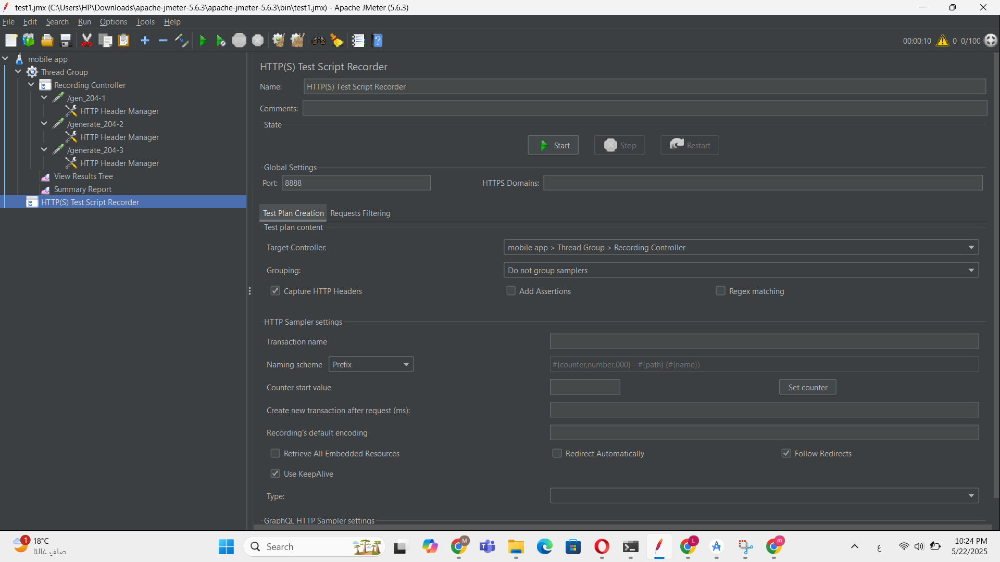 test1.jmx (C:\Users\HP\Downloads\apache-jmeter-5.6.3\apache-jmeter-5.6.3\bin\test1.jmx) - Apache JMeter (5.6.3)
File Edit Search Run Options Tools Help
STOP
00:00:10 0 0/100
mobile app
Thread Group
Recording Controller
/gen_204-1
HTTP Header Manager
/generate_204-2
HTTP Header Manager
/generate_204-3
HTTP Header Manager
View Results Tree
Summary Report
HTTP(S) Test Script Recorder
HTTP(S) Test Script Recorder
Name: HTTP(S) Test Script Recorder
Comments:
State
Start Stop Restart
Global Settings
Port: 8888 HTTPS Domains:
Test Plan Creation Requests Filtering
Test plan content
Target Controller: mobile app > Thread Group > Recording Controller
Grouping: Do not group samplers
Capture HTTP Headers Add Assertions Regex matching
HTTP Sampler settings
Transaction name
Naming scheme Prefix #{counter,number,000} - #{path} (#{name})
Counter start value Set counter
Create new transaction after request (ms):
Recording's default encoding
Retrieve All Embedded Resources Redirect Automatically Follow Redirects
Use KeepAlive
Type:
GraphQL HTTP Sampler settings
1 18°C
صافٍ غالبًا
Search
M
L
m
ع
10:24 PM
5/22/2025